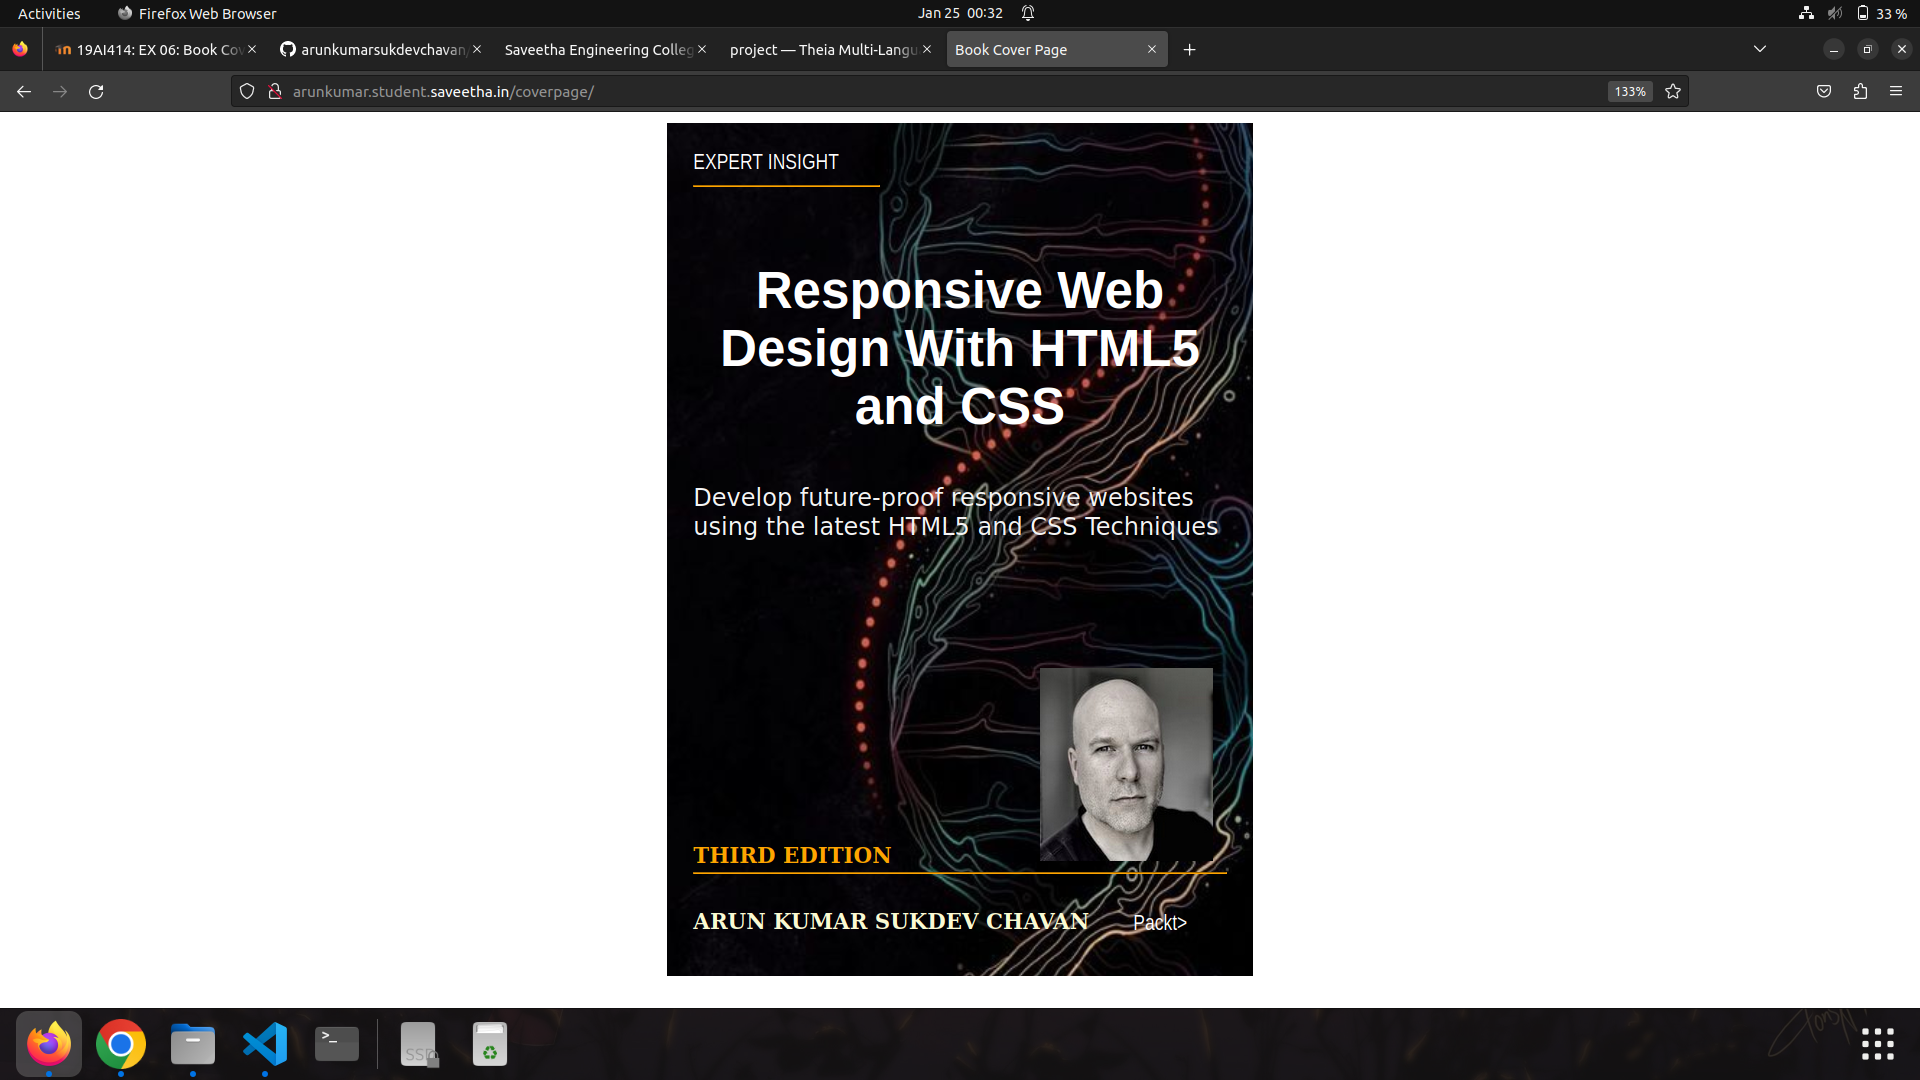 Activities
Firefox Web Browser
Jan 25 00:32
33 %
19AI414: EX 06: Book Cov
arunkumarsukdevchavan
Saveetha Engineering Colleg
project — Theia Multi-Langu
Book Cover Page
arunkumar.student.saveetha.in/coverpage/
133%
EXPERT INSIGHT
Responsive Web
Design With HTML5
and CSS
Develop future-proof responsive websites
using the latest HTML5 and CSS Techniques
THIRD EDITION
ARUN KUMAR SUKDEV CHAVAN
Packt>
>_
SSD